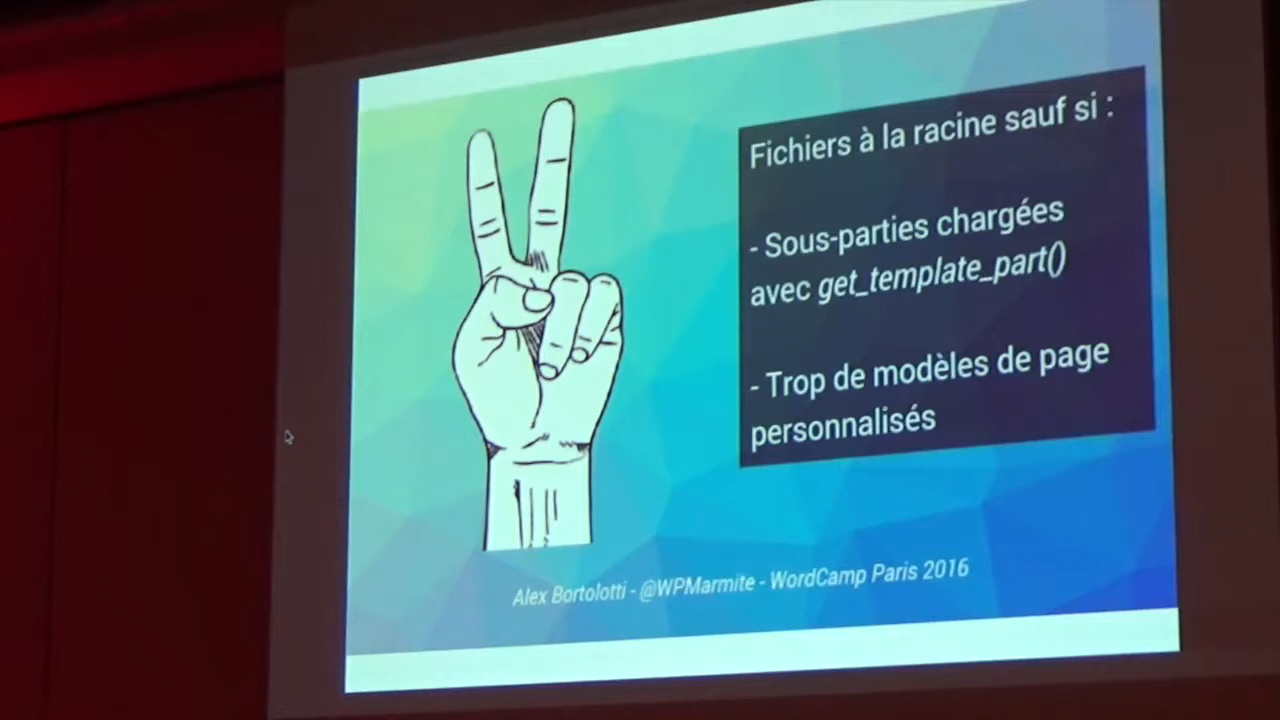 Fichiers à la racine sauf si :
- Sous-parties chargées
avec get_template_part()
- Trop de modèles de page
personnalisés
Alex Bortolotti - @WPMarmite - WordCamp Paris 2016